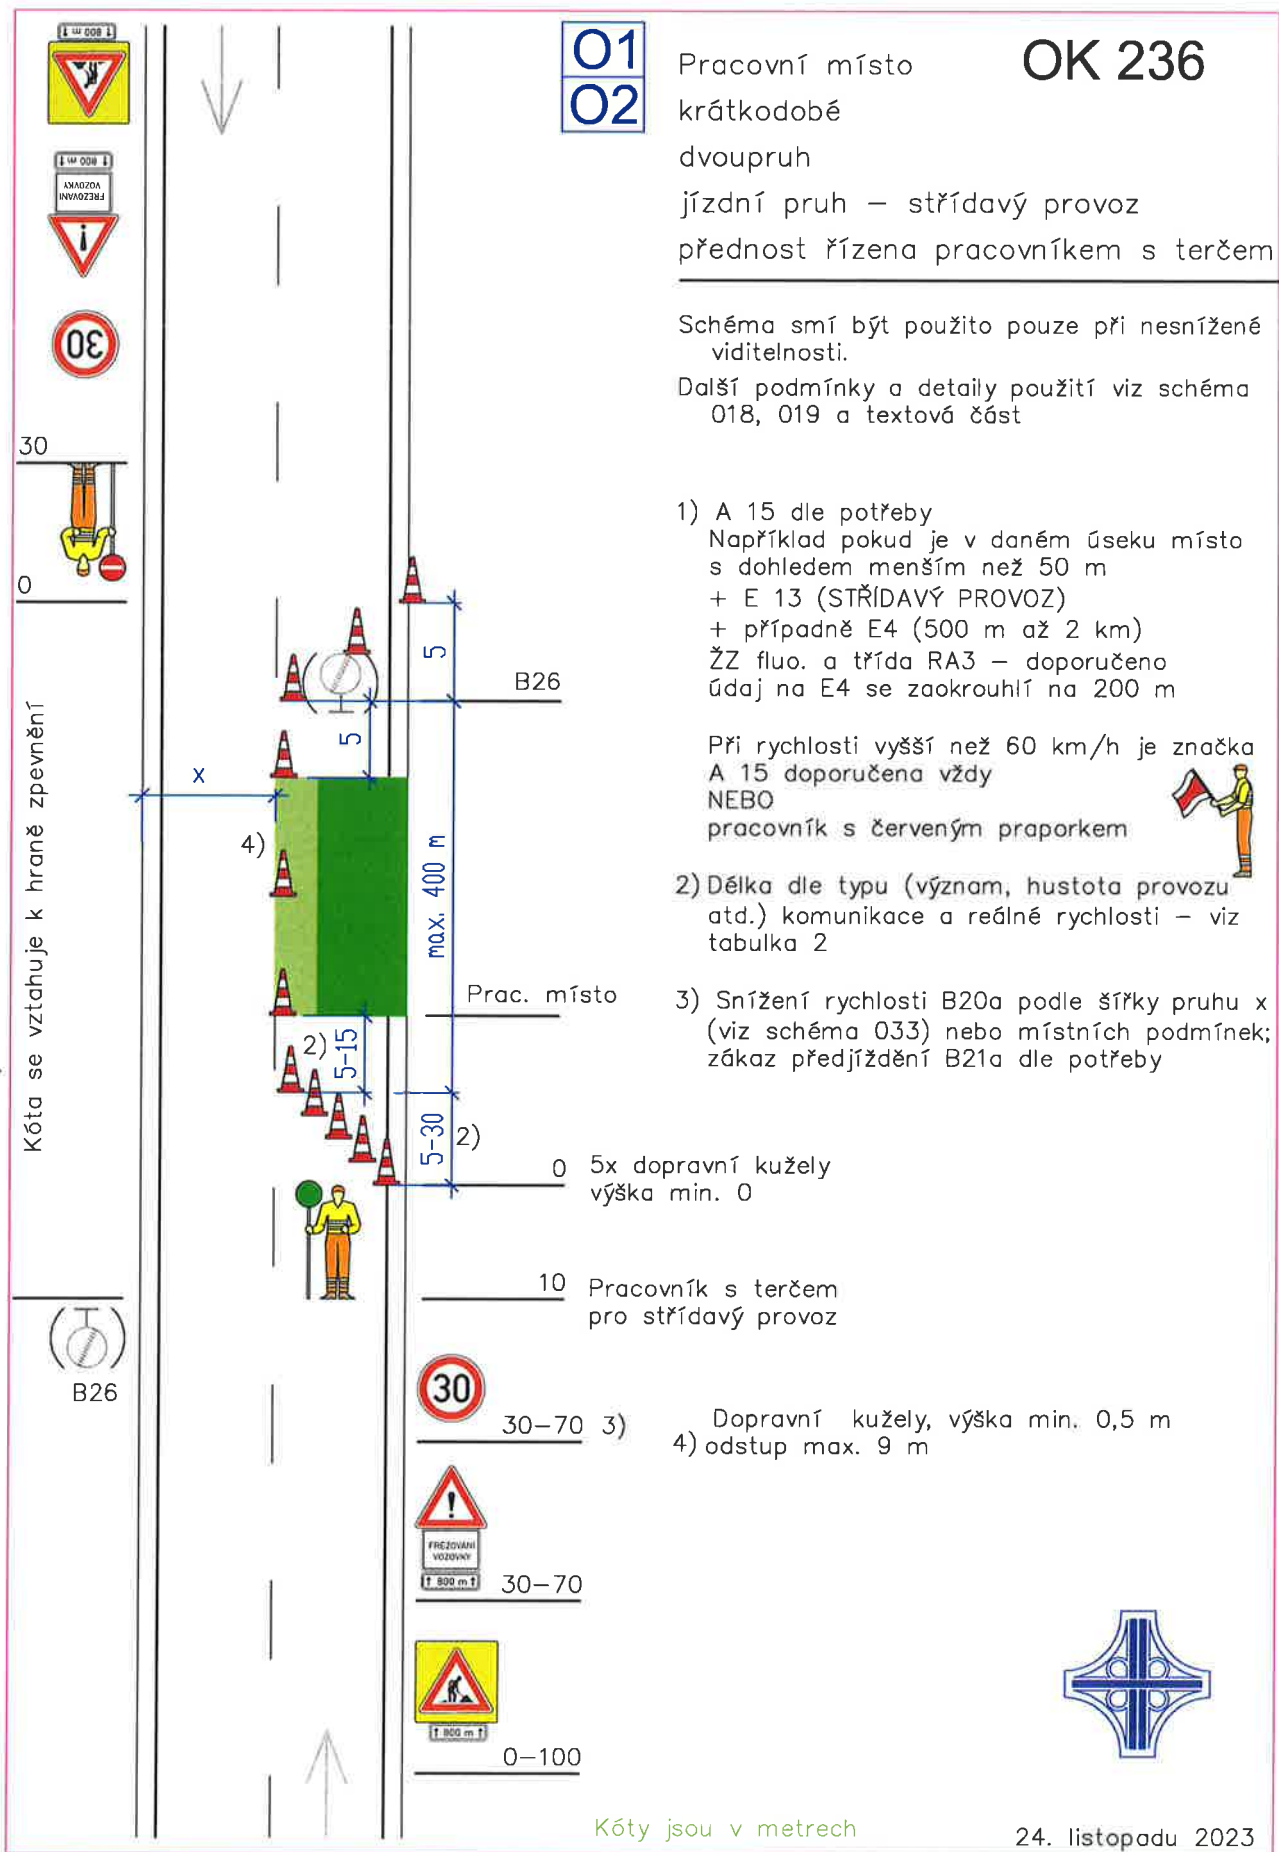 O1
O2
Pracovní místo
OK 236
krátkodobé
dvoupruh
jízdní pruh – střídavý provoz
přednost řízena pracovníkem s terčem
Schéma smí být použito pouze při nesnížené
viditelnosti.
Další podmínky a detaily použití viz schéma
018, 019 a textová část
1) A 15 dle potřeby
Například pokud je v daném úseku místo
s dohledem menším než 50 m
+ E 13 (STŘÍDAVÝ PROVOZ)
+ případně E4 (500 m až 2 km)
ŽZ fluo. a třída RA3 – doporučeno
údaj na E4 se zaokrouhlí na 200 m
Při rychlosti vyšší než 60 km/h je značka
A 15 doporučena vždy
NEBO
pracovník s červeným praporkem
2) Délka dle typu (význam, hustota provozu
atd.) komunikace a reálné rychlosti – viz
tabulka 2
3) Snížení rychlosti B20a podle šířky pruhu x
(viz schéma 033) nebo místních podmínek;
zákaz předjíždění B21a dle potřeby
↑ 800 m ↑
↑ 800 m ↑
FRÉZOVÁNÍ
VOZOVKY
30
30
0
Kóta se vztahuje k hraně zpevnění
5
B26
5
x
4)
max. 400 m
Prac. místo
2)
5-15
5-30
2)
0
5x dopravní kužely
výška min. 0
10
Pracovník s terčem
pro střídavý provoz
B26
30
30–70 3)
Dopravní kužely, výška min. 0,5 m
4) odstup max. 9 m
FRÉZOVÁNÍ
VOZOVKY
↑ 800 m ↑
30–70
↑ 800 m ↑
0–100
Kóty jsou v metrech
24. listopadu 2023